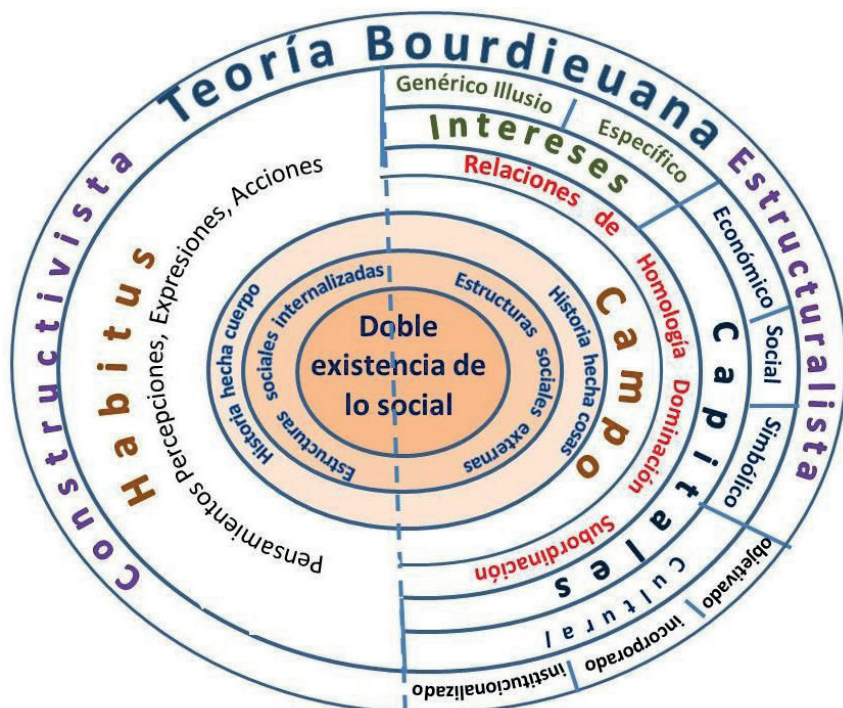 Teoría Bourdieuana
Constructivista
Estructuralista
Genérico Illusio
Específico
Intereses
Relaciones de
Homología
Dominación
Subordinación
Económico
Social
Simbólico
Capitales
Cultural
objetivado
incorporado
institucionalizado
Campo
Habitus
Pensamientos Percepciones, Expresiones, Acciones
Historia hecha cuerpo
Estructuras sociales internalizadas
Estructuras sociales externas
Historia hecha cosas
Doble
existencia de
lo social